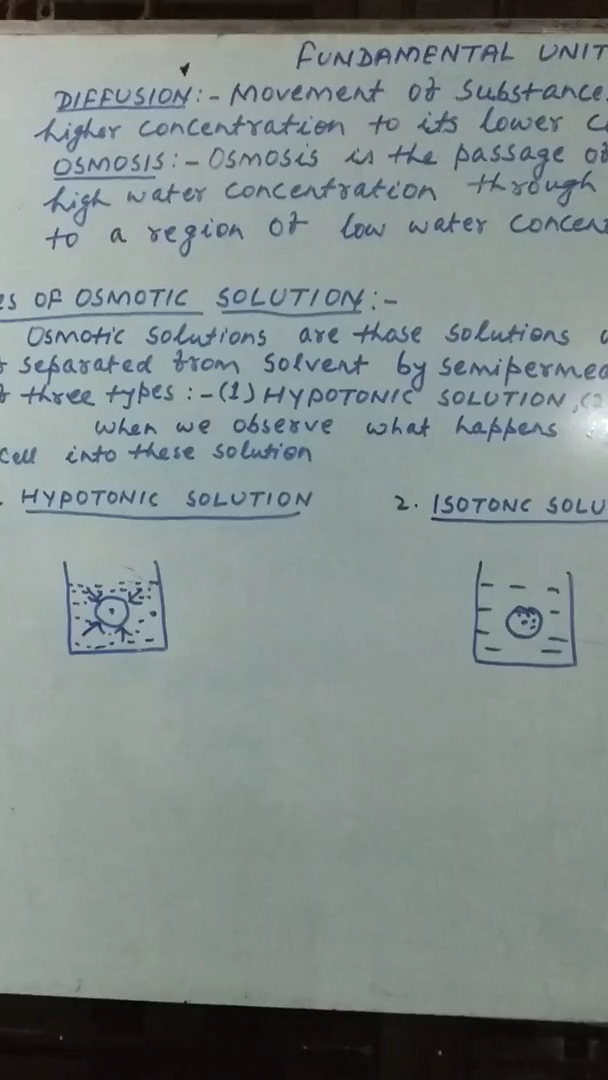 FUNDAMENTAL UNIT
DIFFUSION:- Movement of Substance
higher concentration to its lower C
OSMOSIS:- Osmosis is the passage of
high water concentration through
to a region of low water concen
ES OF OSMOTIC SOLUTION:-
Osmotic solutions are those solutions
separated from solvent by semipermea
three types :-(1) HYPOTONIC SOLUTION, (2
when we observe what happens
cell into these solution
. HYPOTONIC SOLUTION
2. ISOTONC SOLU